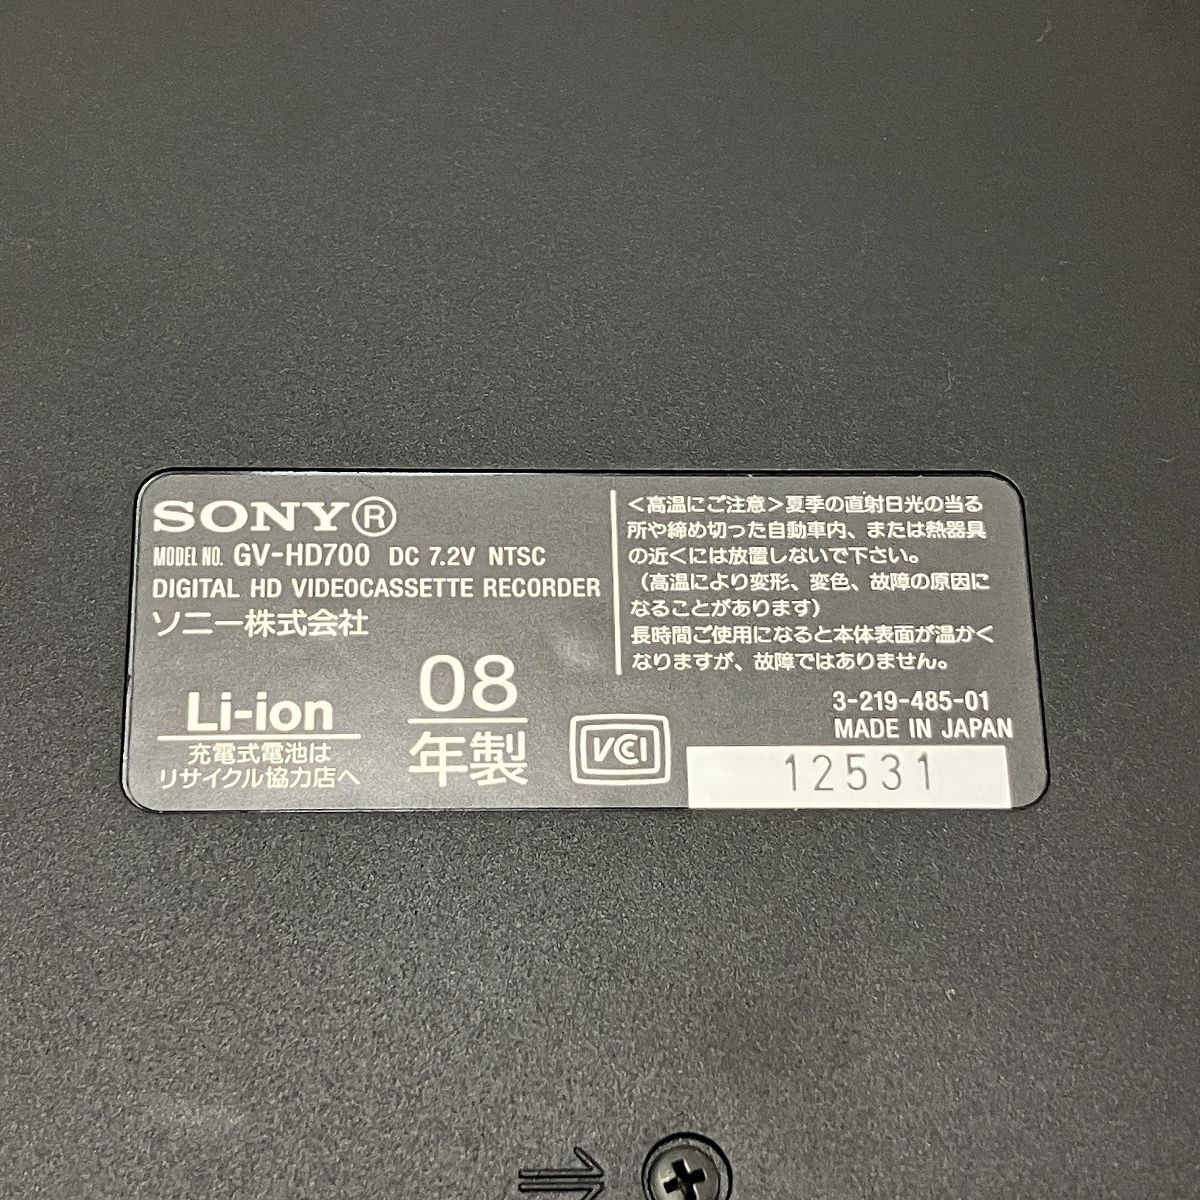 SONY®
MODEL NO. GV-HD700 DC 7.2V NTSC
DIGITAL HD VIDEOCASSETTE RECORDER
ソニー株式会社
Li-ion
充電式電池は
リサイクル協力店へ
08
年製
VCCI
<高温にご注意>夏季の直射日光の当る
所や締め切った自動車内、または熱器具
の近くには放置しないで下さい。
(高温により変形、変色、故障の原因に
なることがあります)
長時間ご使用になると本体表面が温かく
なりますが、故障ではありません。
3-219-485-01
MADE IN JAPAN
12531